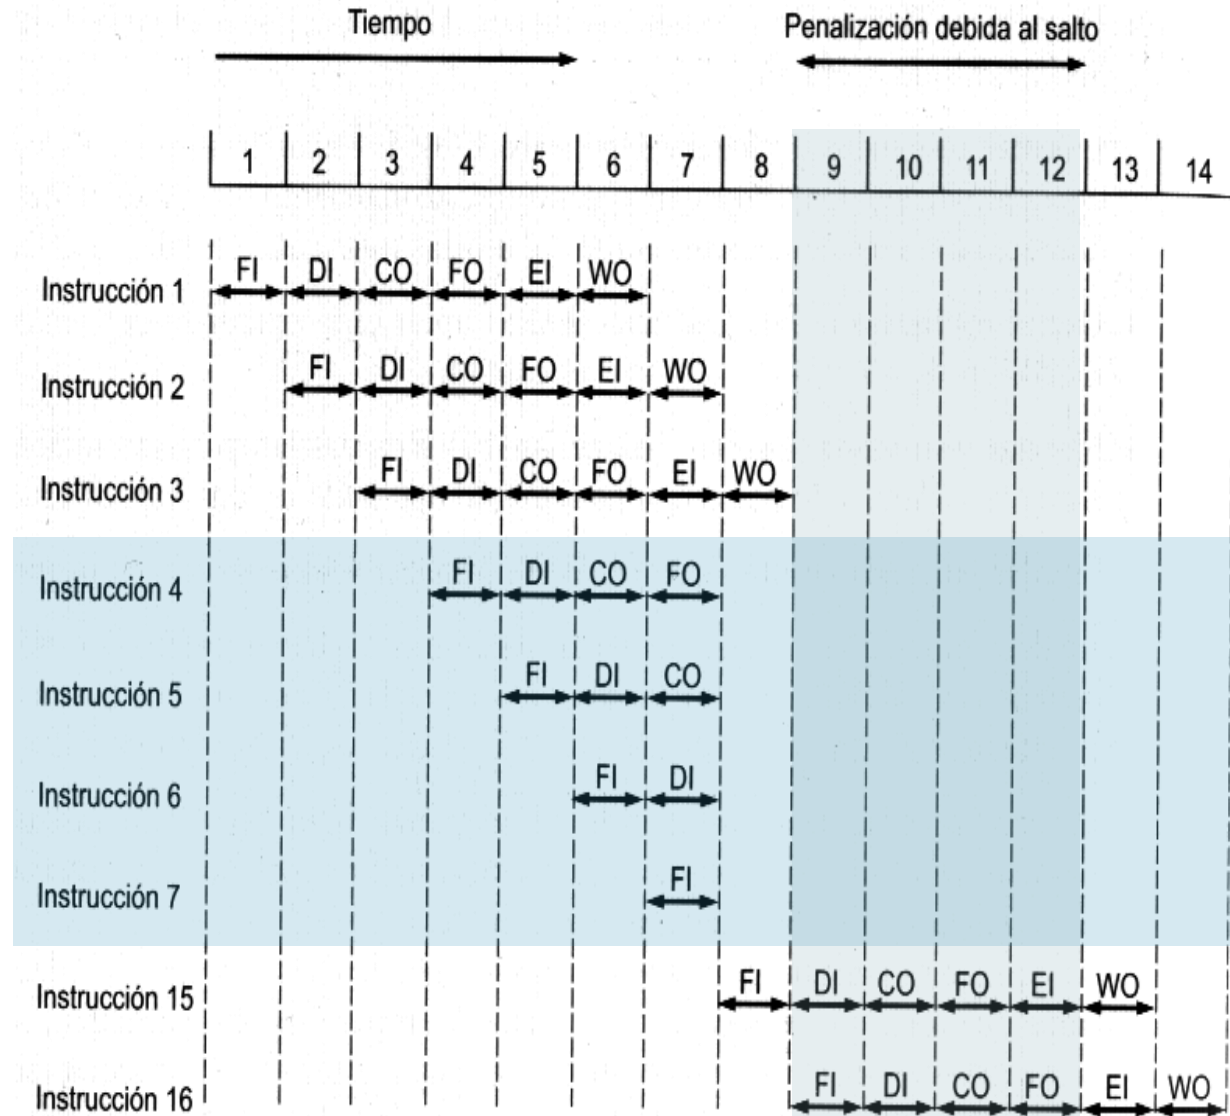 Tiempo
Penalización debida al salto
1 2 3 4 5 6 7 8 9 10 11 12 13 14
Instrucción 1 FI DI CO FO EI WO
Instrucción 2 FI DI CO FO EI WO
Instrucción 3 FI DI CO FO EI WO
Instrucción 4 FI DI CO FO
Instrucción 5 FI DI CO
Instrucción 6 FI DI
Instrucción 7 FI
Instrucción 15 FI DI CO FO EI WO
Instrucción 16 FI DI CO FO EI WO